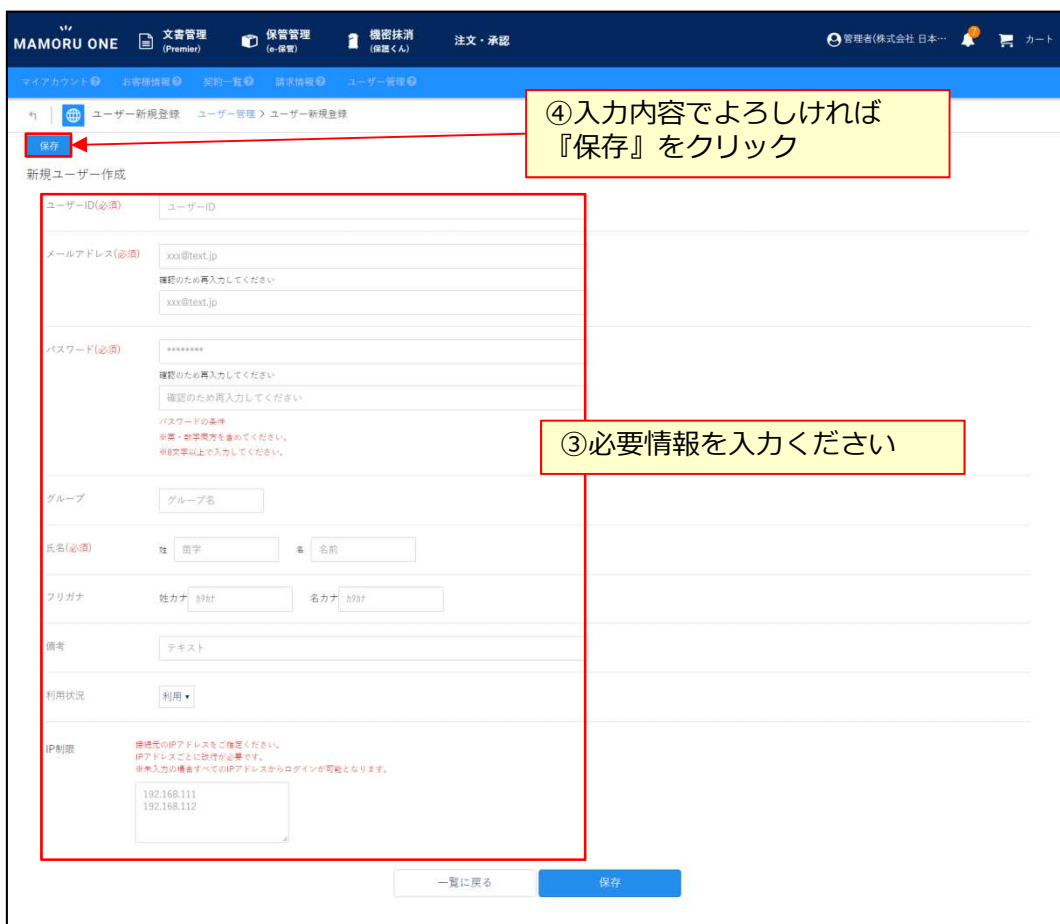 MAMORU ONE
文書管理
(Premier)
保管管理
(e-保管)
機密抹消
(保護くん)
注文・承認
管理者(株式会社 日本…
7
カート
マイアカウント
お客様情報
契約一覧
請求情報
ユーザー管理
ユーザー新規登録 ユーザー管理 > ユーザー新規登録
④入力内容でよろしければ
『保存』をクリック
保存
新規ユーザー作成
ユーザーID(必須) ユーザーID
メールアドレス(必須) xxx@text.jp
確認のため再入力してください
xxx@text.jp
パスワード(必須) ********
確認のため再入力してください
確認のため再入力してください
パスワードの条件
※英・数字両方を含めてください。
※8文字以上で入力してください。
③必要情報を入力ください
グループ グループ名
氏名(必須) 姓 苗字 名 名前
フリガナ 姓カナ ｶﾀｶﾅ 名カナ ｶﾀｶﾅ
備考 テキスト
利用状況 利用
IP制限
接続元のIPアドレスをご指定ください。
IPアドレスごとに改行が必要です。
※未入力の場合すべてのIPアドレスからログインが可能となります。
192.168.111
192.168.112
一覧に戻る 保存